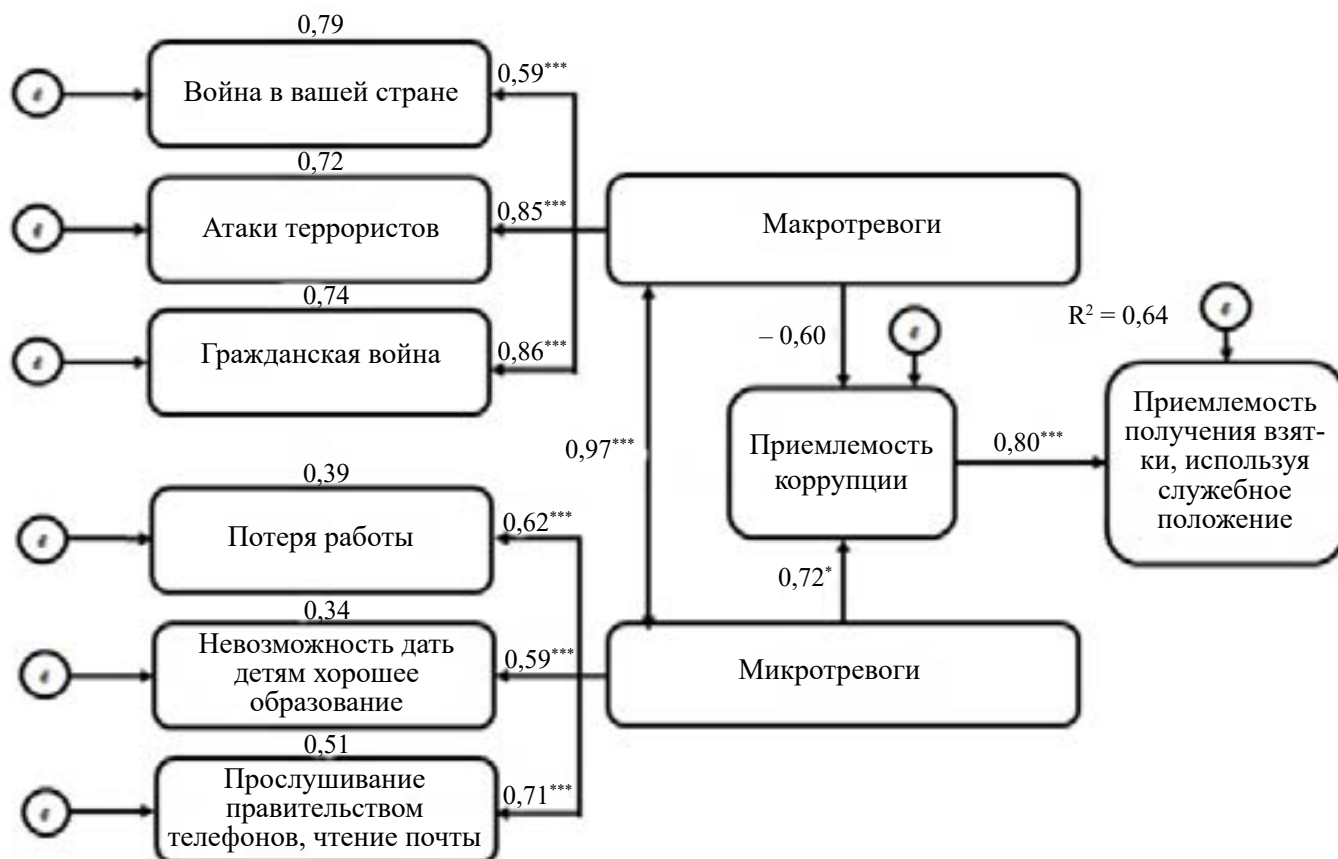 0,79
Война в вашей стране
0,59***
0,72
Атаки террористов
0,85***
Макротревоги
0,74
Гражданская война
0,86***
– 0,60
R² = 0,64
Приемлемость
коррупции
0,80***
Приемлемость
получения взят-
ки, используя
служебное
положение
0,97***
0,39
Потеря работы
0,62***
0,72*
0,34
Невозможность дать
детям хорошее
образование
0,59***
Микротревоги
0,51
Прослушивание
правительством
телефонов, чтение почты
0,71***